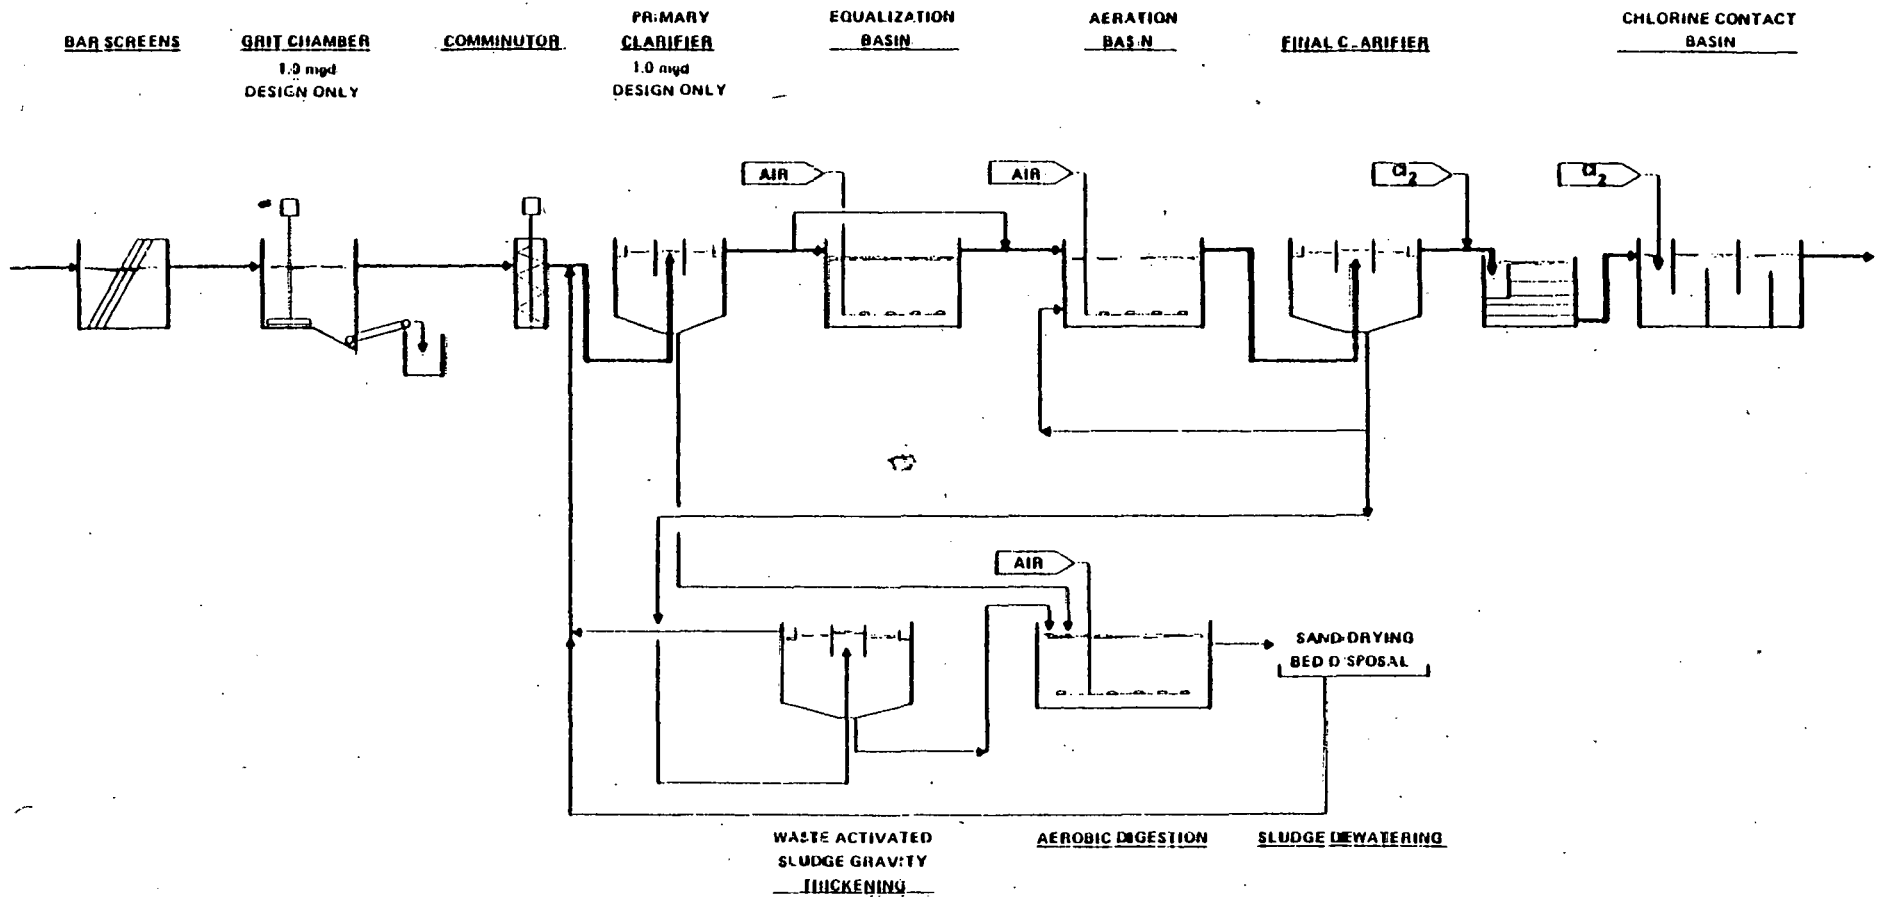 BAR SCREENS
GRIT CHAMBER
1.0 mgd
DESIGN ONLY
COMMINUTOR
PRIMARY
CLARIFIER
1.0 mgd
DESIGN ONLY
EQUALIZATION
BASIN
AERATION
BASIN
FINAL CLARIFIER
CHLORINE CONTACT
BASIN
AIR
AIR
Cl2
Cl2
AIR
SAND DRYING
BED DISPOSAL
WASTE ACTIVATED
SLUDGE GRAVITY
THICKENING
AEROBIC DIGESTION
SLUDGE DEWATERING